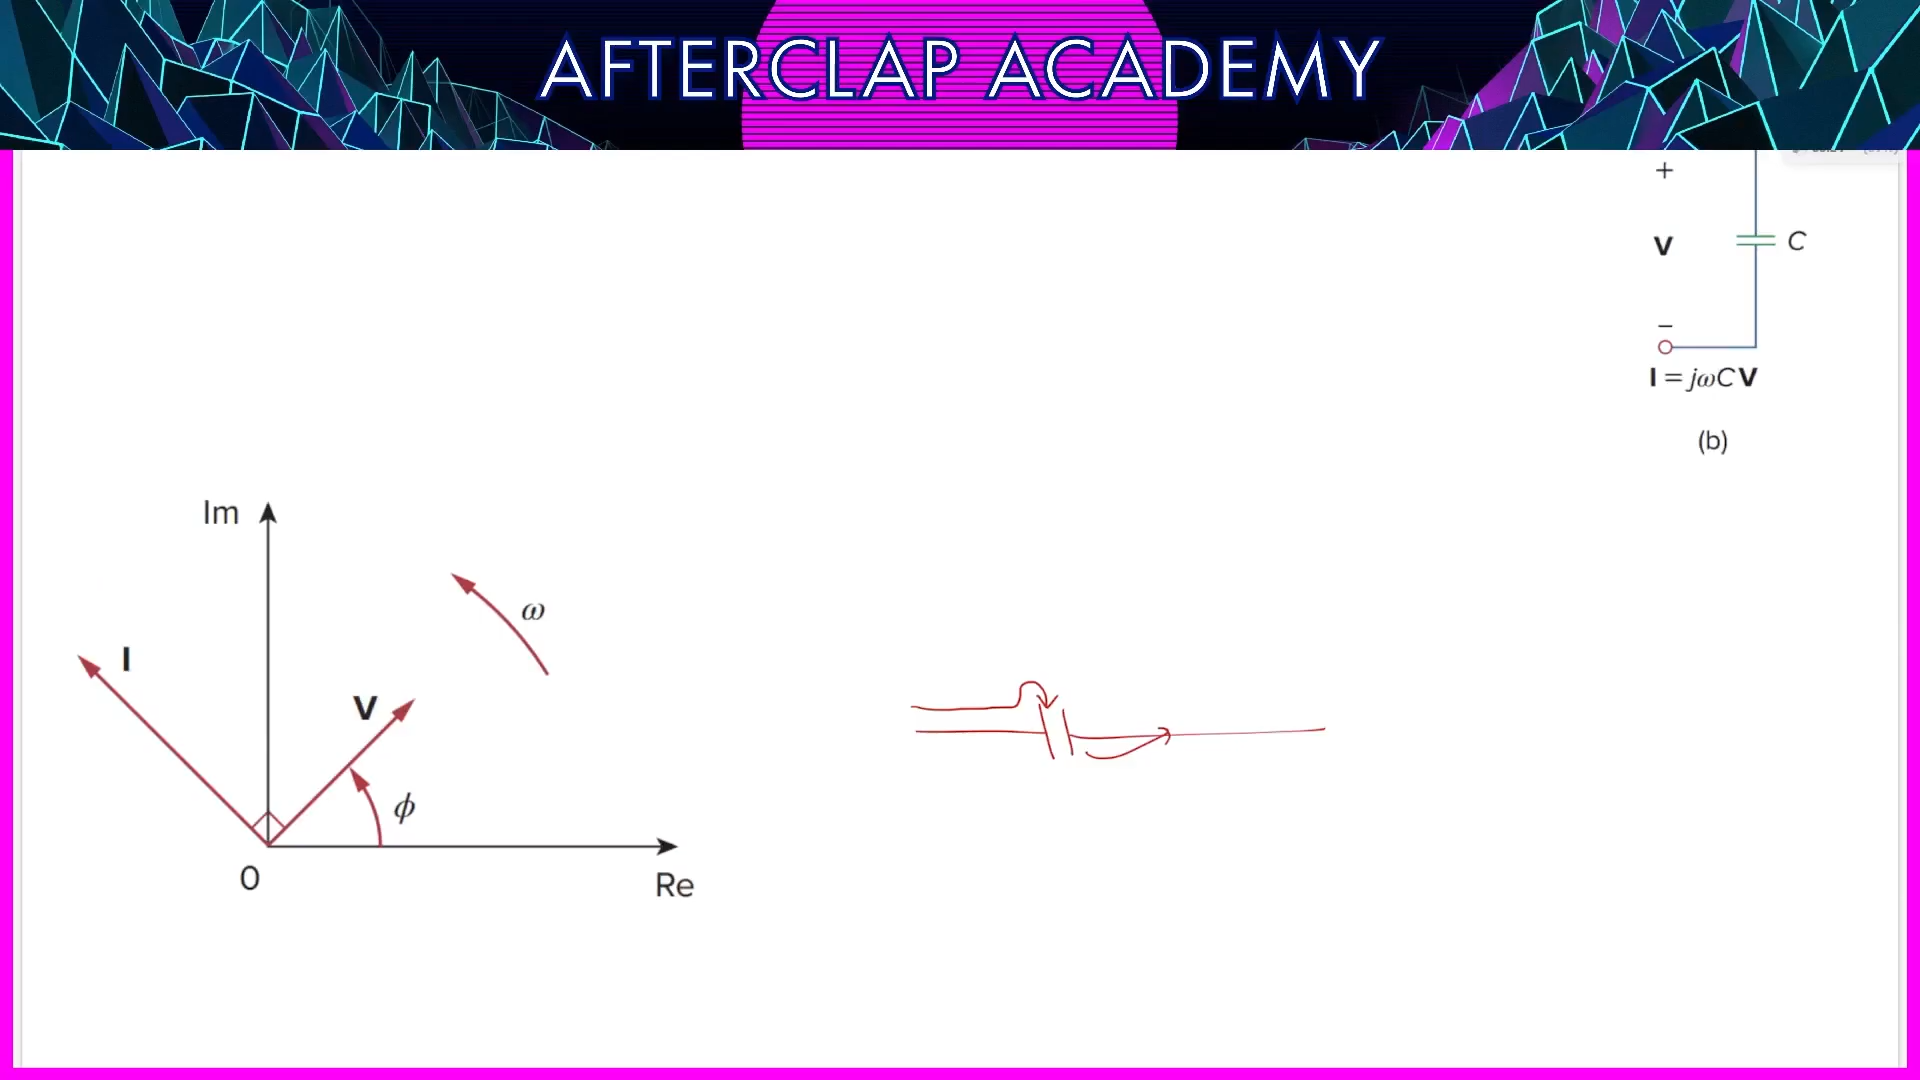 AFTERCLAP ACADEMY
+
V
C
−
I = jωCV
(b)
Im
ω
I
V
ϕ
0
Re